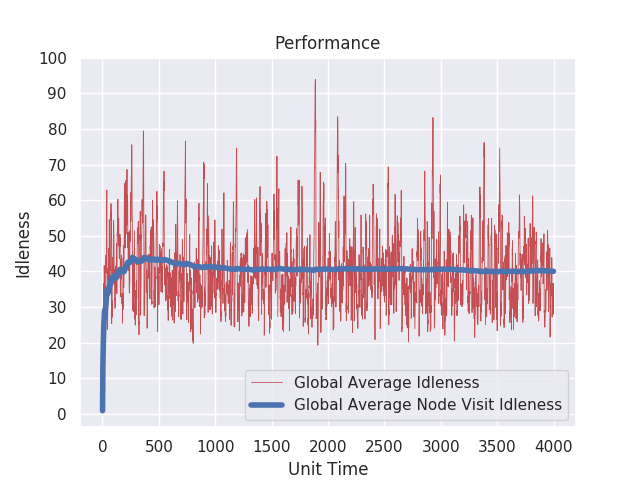 Performance
100
90
80
70
60
50
40
30
20
10
0
Idleness
Global Average Idleness
Global Average Node Visit Idleness
0 500 1000 1500 2000 2500 3000 3500 4000
Unit Time